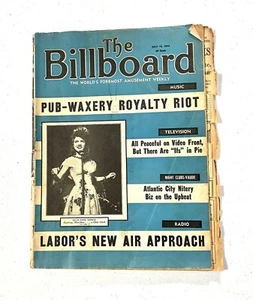 The
Billboard
THE WORLD'S FOREMOST AMUSEMENT WEEKLY
MUSIC
PUB-WAXERY ROYALTY RIOT
TELEVISION
All Peaceful on Video Front,
But There Are "Ifs" in Pie
NIGHT CLUBS-VAUDE
Atlantic City Nitery
Biz on the Upbeat
RADIO
LABOR'S NEW AIR APPROACH